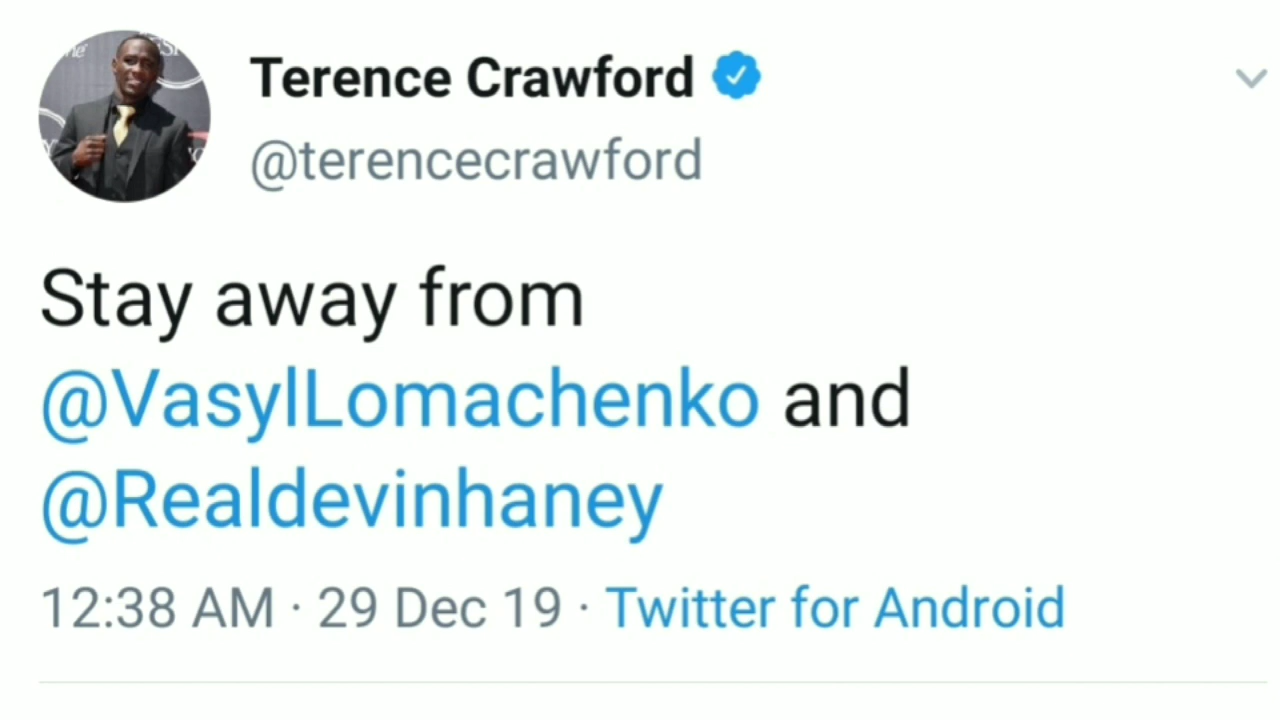 Terence Crawford
@terencecrawford
Stay away from
@VasylLomachenko and
@Realdevinhaney
12:38 AM · 29 Dec 19 · Twitter for Android